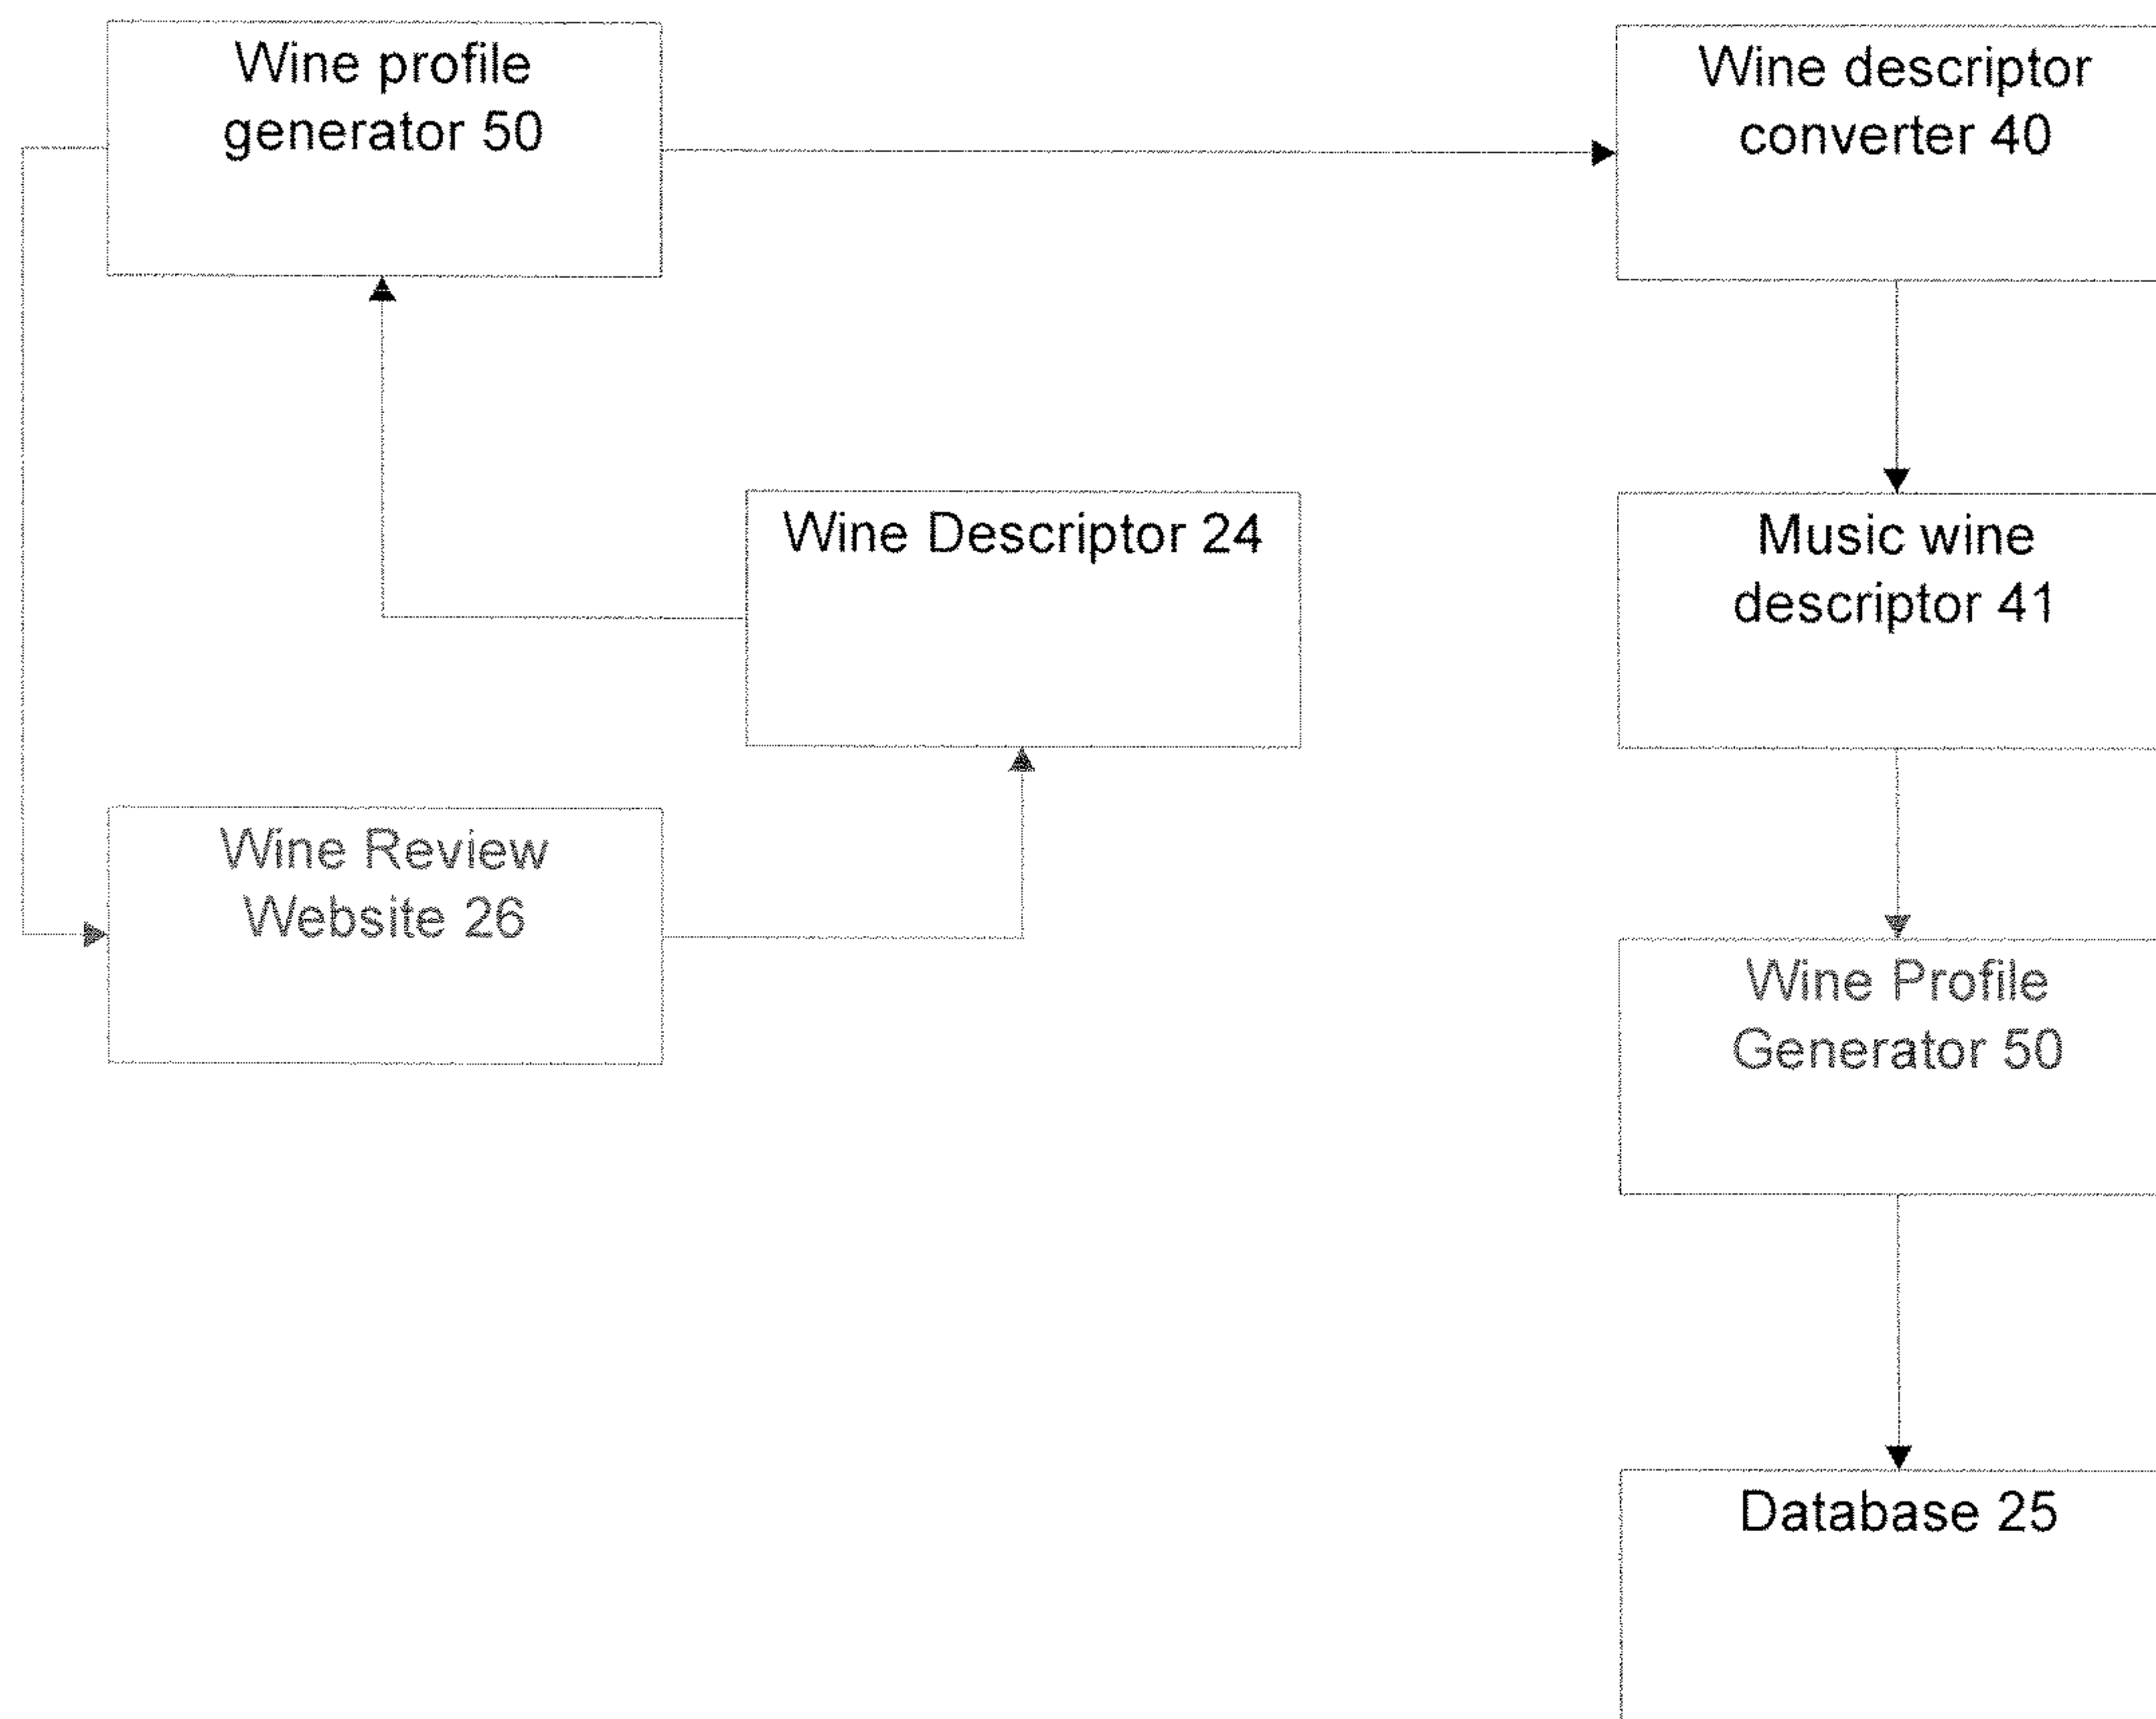 Wine profile
generator 50
Wine descriptor
converter 40
Wine Descriptor 24
Music wine
descriptor 41
Wine Review
Website 26
Wine Profile
Generator 50
Database 25